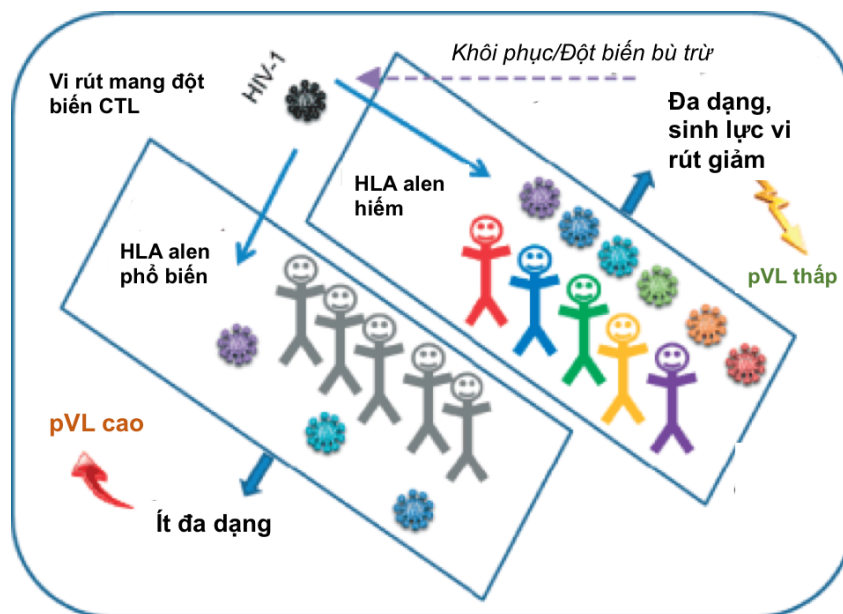 Khôi phục/Đột biến bù trừ
Vi rút mang đột
biến CTL
HIV-1
Đa dạng,
sinh lực vi
rút giảm
HLA alen
hiếm
HLA alen
phổ biến
pVL thấp
pVL cao
Ít đa dạng